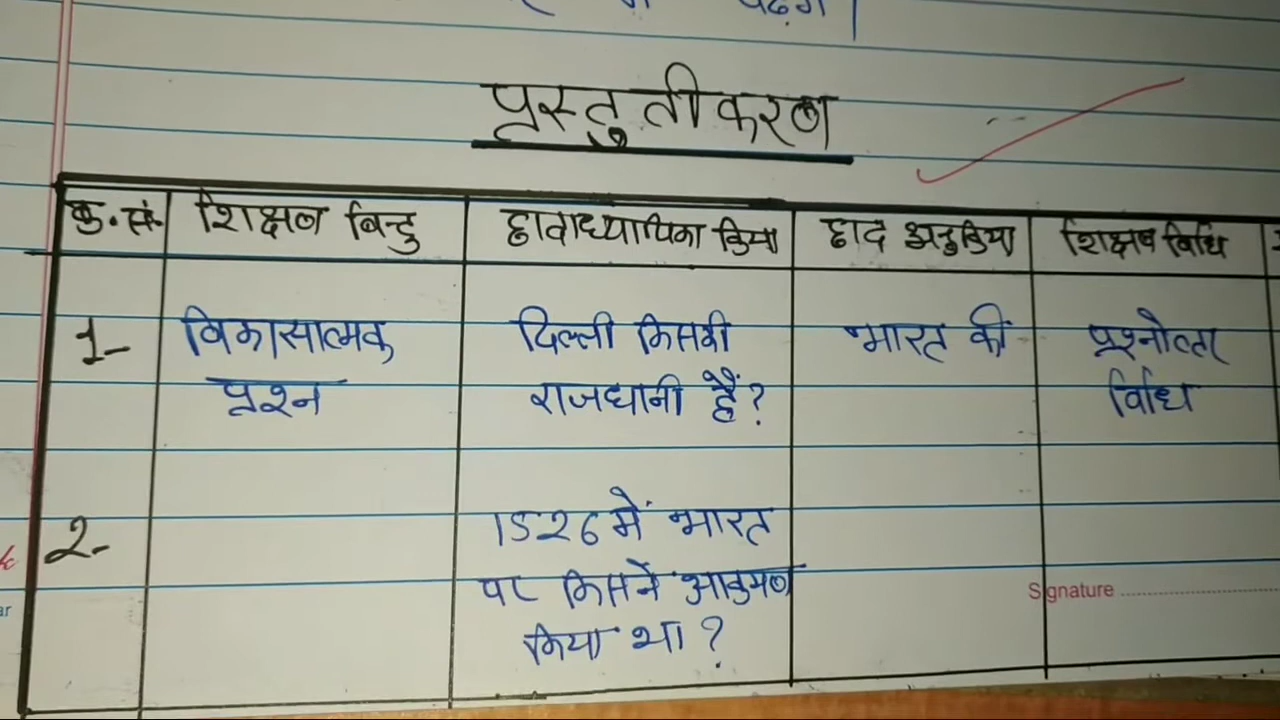 प्रस्तुतीकरण
क्र.सं. शिक्षण बिन्दु छात्राध्यापिका क्रिया छात्र अनुक्रिया शिक्षण विधि
1- विकासात्मक दिल्ली किसकी भारत की प्रश्नोत्तर
प्रश्न राजधानी हैं? विधि
2- 1526 में भारत
पर किसने आक्रमण
किया था?
Signature